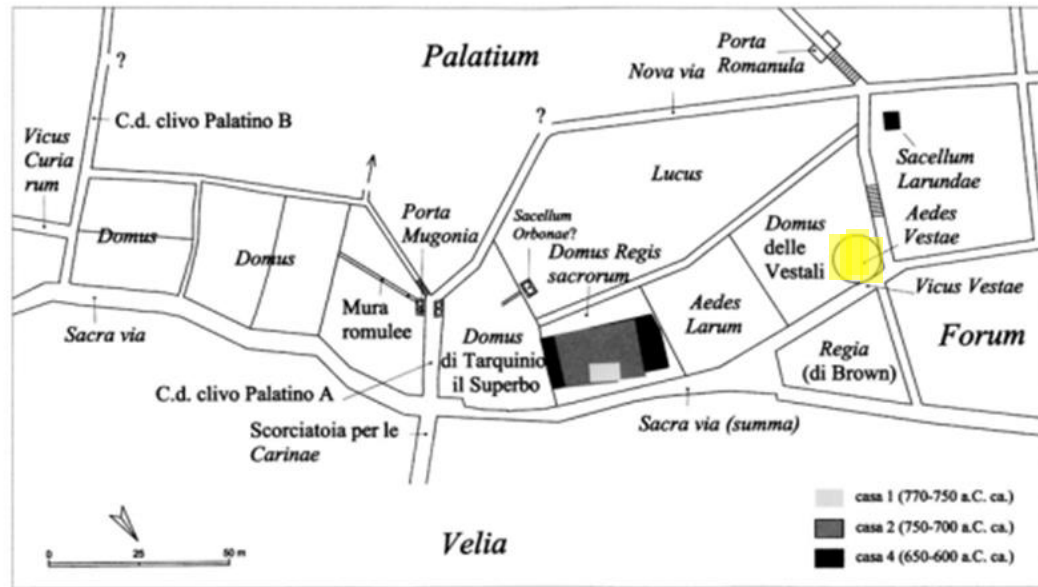 Palatium
Porta
Romanula
Nova via
?
C.d. clivo Palatino B
?
Vicus
Curia
rum
Sacellum
Larundae
Lucus
Porta
Mugonia
Sacellum
Orbonae?
Domus Regis
sacrorum
Domus
delle
Vestali
Aedes
Vestae
Domus
Domus
Mura
romulee
Aedes
Larum
Vicus Vestae
Sacra via
Domus
di Tarquinio
il Superbo
Regia
(di Brown)
Forum
C.d. clivo Palatino A
Scorciatoia per le
Carinae
Sacra via (summa)
casa 1 (770-750 a.C. ca.)
casa 2 (750-700 a.C. ca.)
casa 4 (650-600 a.C. ca.)
Velia
0 25 50 m